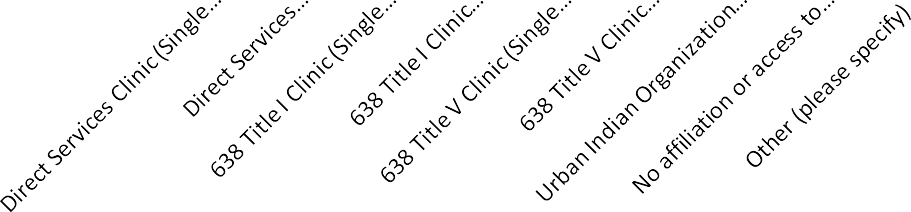 Direct Services Clinic (Single...
Direct Services...
638 Title I Clinic (Single...
638 Title I Clinic...
638 Title V Clinic (Single...
638 Title V Clinic...
Urban Indian Organization...
No affiliation or access to...
Other (please specify)